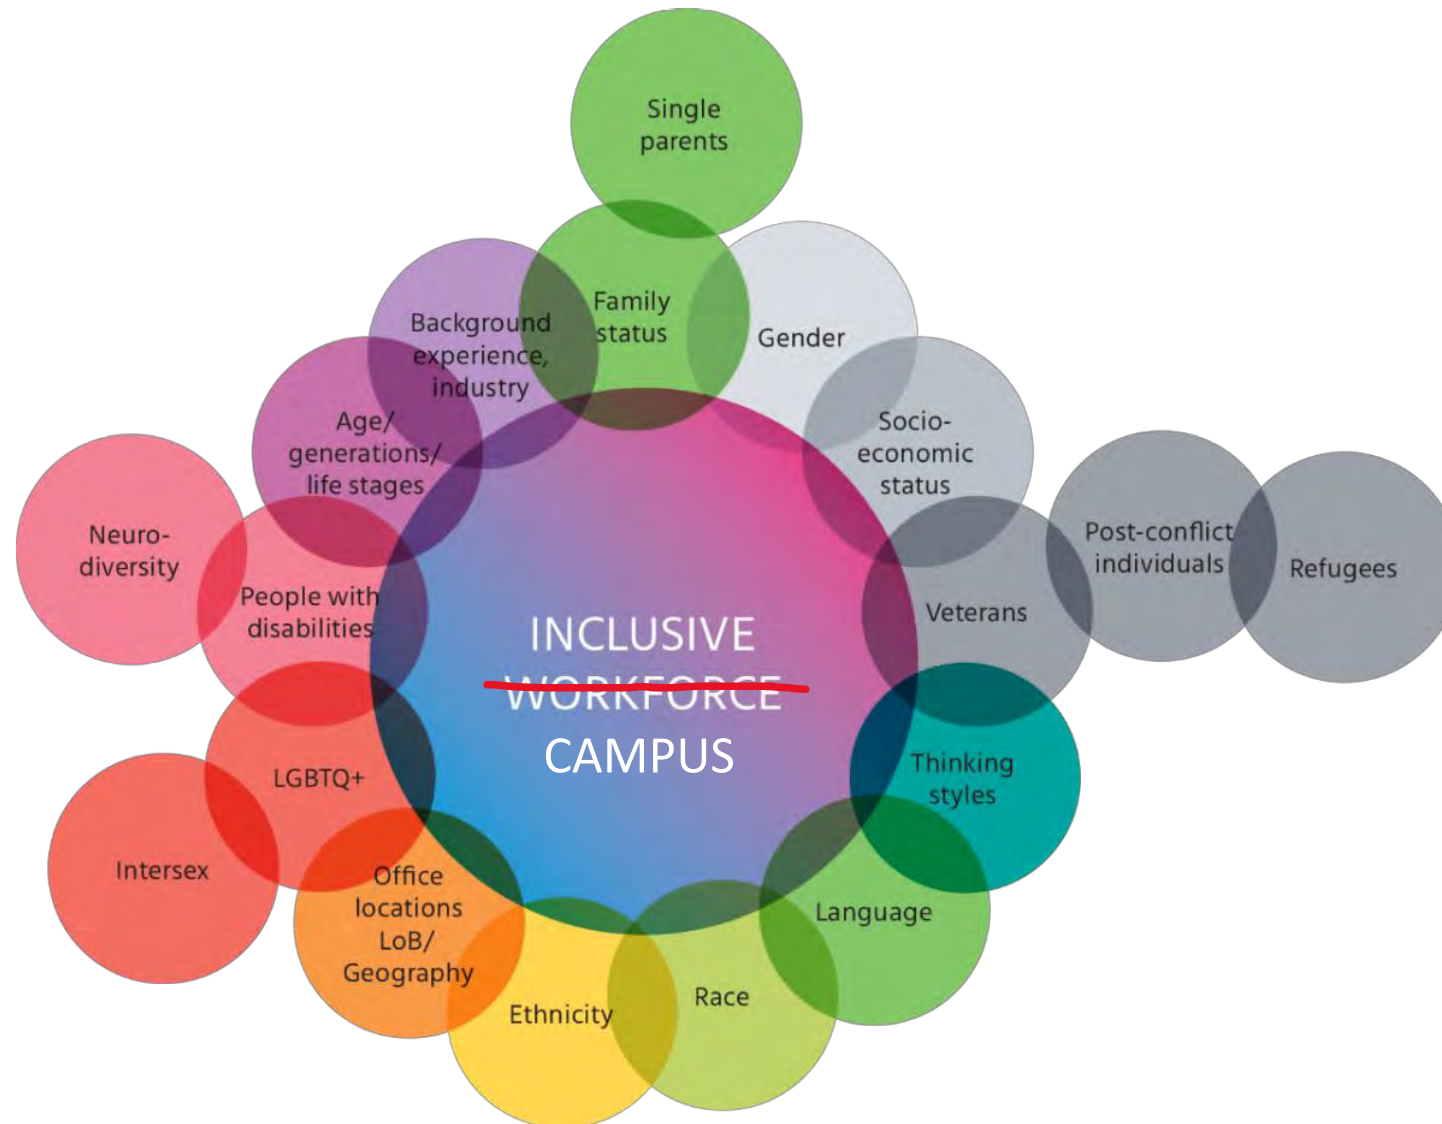 Single
parents
Family
status
Gender
Background
experience,
industry
Socio-
economic
status
Age/
generations/
life stages
Neuro-
diversity
Post-conflict
individuals
Refugees
People with
disabilities
Veterans
INCLUSIVE
WORKFORCE
CAMPUS
LGBTQ+
Thinking
styles
Intersex
Office
locations
LoB/
Geography
Language
Ethnicity
Race